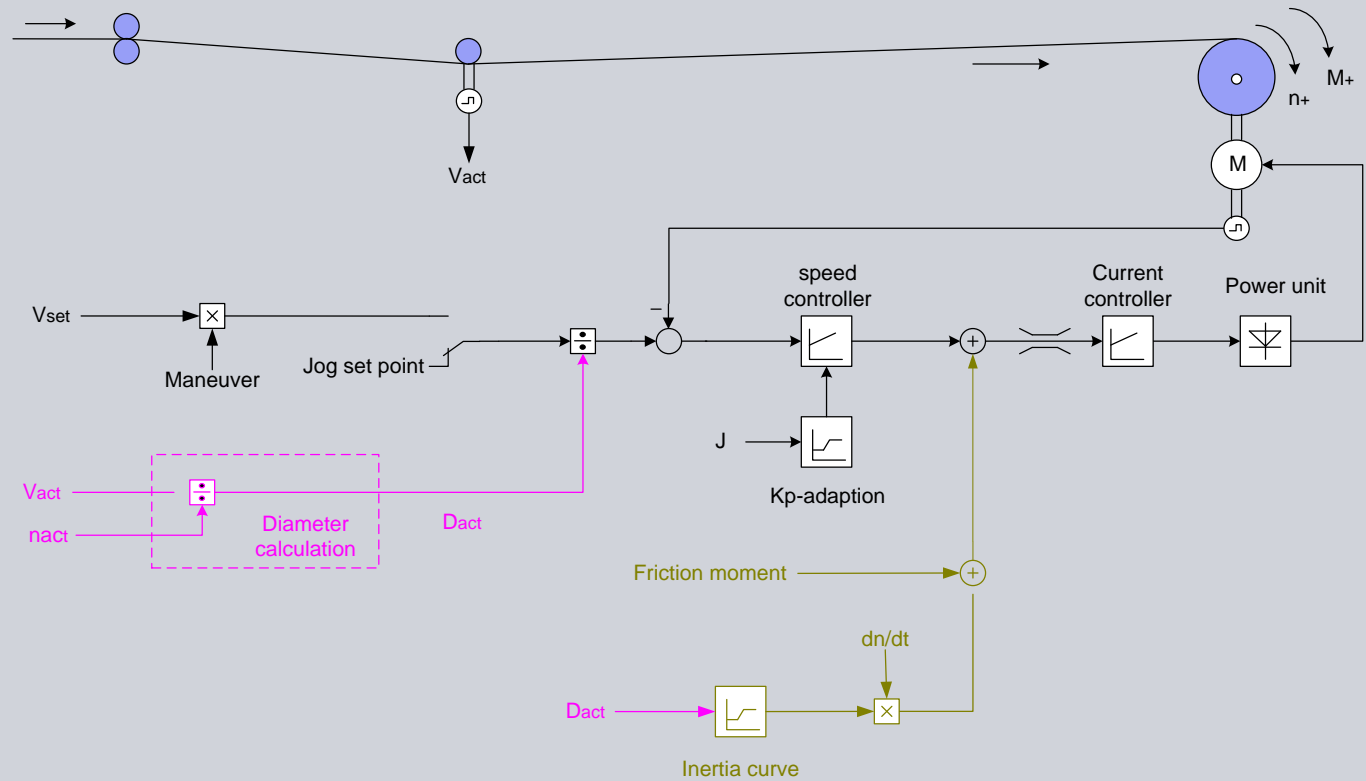 M+
n+
M
Vact
speed
controller
Current
controller
Power unit
Vset
–
Maneuver
Jog set point
J
Kp-adaption
Vact
nact
Diameter
calculation
Dact
Friction moment
dn/dt
Dact
Inertia curve